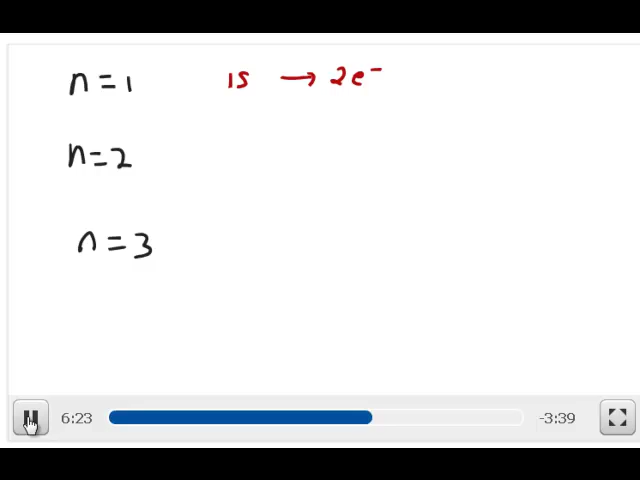 n=1 1s → 2e⁻
n=2
n=3
6:23 -3:39